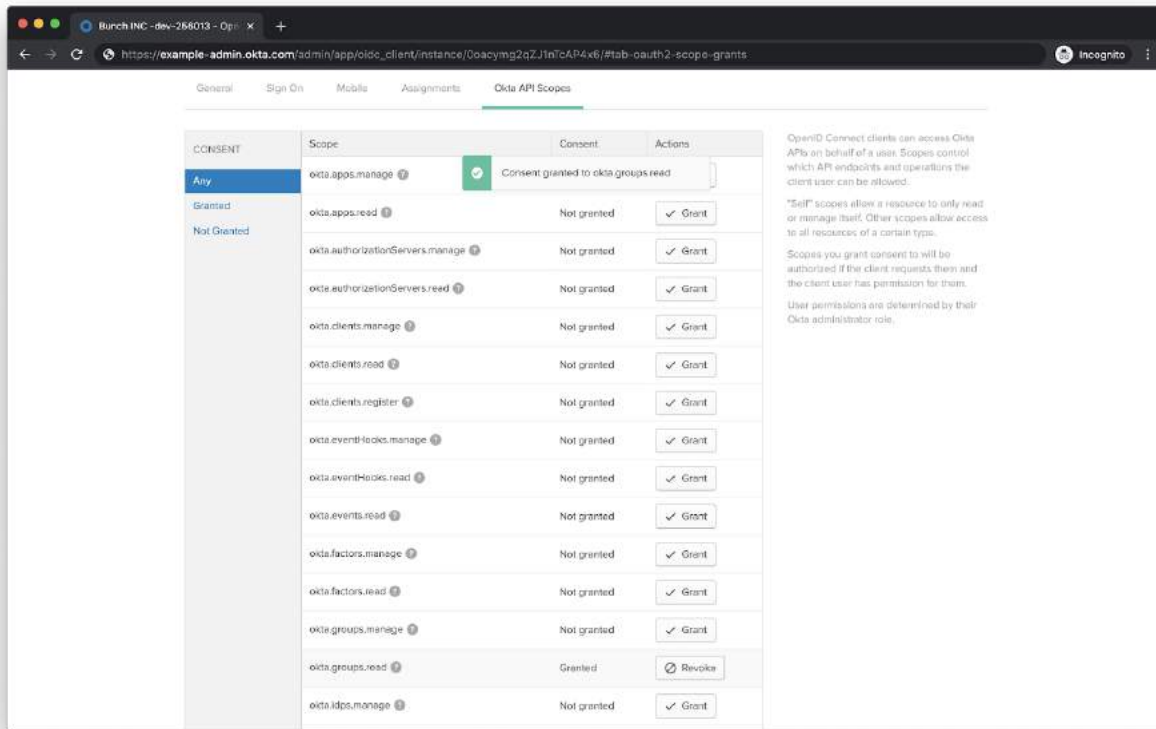 Bunch INC -dev-256013 - Op
https://example-admin.okta.com/admin/app/oidc_client/instance/0oacymg2qZJ1nTcAP4x6/#tab-oauth2-scope-grants
Incognito
General Sign On Mobile Assignments Okta API Scopes
CONSENT
Any
Granted
Not Granted
Scope Consent Actions
okta.apps.manage
Consent granted to okta.groups.read
okta.apps.read Not granted Grant
okta.authorizationServers.manage Not granted Grant
okta.authorizationServers.read Not granted Grant
okta.clients.manage Not granted Grant
okta.clients.read Not granted Grant
okta.clients.register Not granted Grant
okta.eventHooks.manage Not granted Grant
okta.eventHooks.read Not granted Grant
okta.events.read Not granted Grant
okta.factors.manage Not granted Grant
okta.factors.read Not granted Grant
okta.groups.manage Not granted Grant
okta.groups.read Granted Revoke
okta.idps.manage Not granted Grant
OpenID Connect clients can access Okta
APIs on behalf of a user. Scopes control
which API endpoints and operations the
client user can be allowed.
"Self" scopes allow a resource to only read
or manage itself. Other scopes allow access
to all resources of a certain type.
Scopes you grant consent to will be
authorized if the client requests them and
the client user has permission for them.
User permissions are determined by their
Okta administrator role.